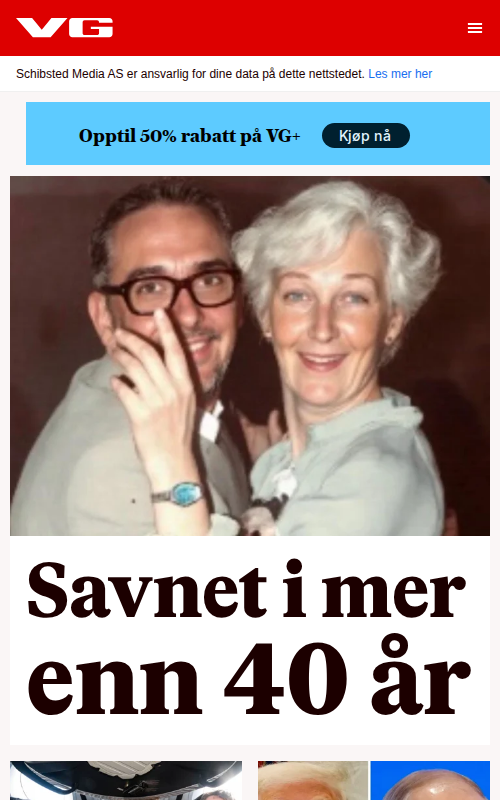 VG
Schibsted Media AS er ansvarlig for dine data på dette nettstedet. Les mer her
Opptil 50% rabatt på VG+ Kjøp nå
Savnet i mer
enn 40 år